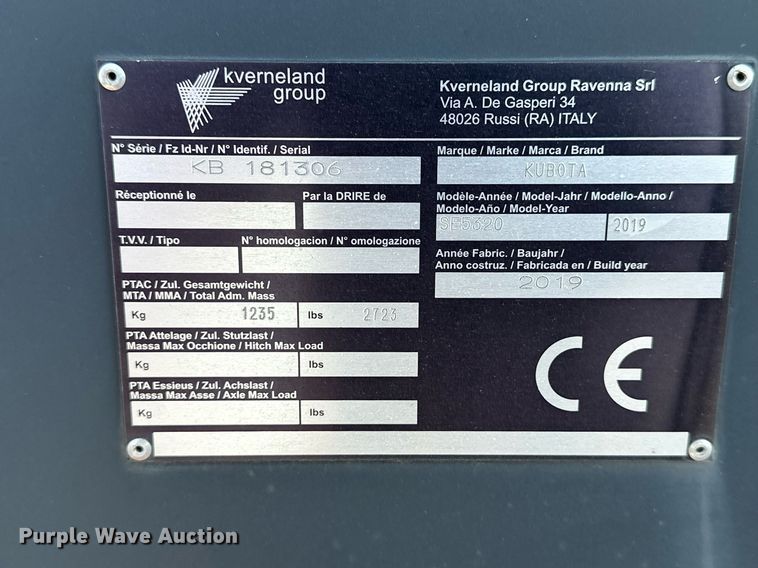 kverneland
group
Kverneland Group Ravenna Srl
Via A. De Gasperi 34
48026 Russi (RA) ITALY
N° Série / Fz Id-Nr / N° Identif. / Serial
KB 181306
Marque / Marke / Marca / Brand
KUBOTA
Réceptionné le
Par la DRIRE de
Modèle-Année / Model-Jahr / Modello-Anno /
Modelo-Año / Model-Year
SE5320
2019
T.V.V. / Tipo
N° homologacion / N° omologazione
Année Fabric. / Baujahr /
Anno costruz. / Fabricada en / Build year
2019
PTAC / Zul. Gesamtgewicht /
MTA / MMA / Total Adm. Mass
Kg 1235 lbs 2723
PTA Attelage / Zul. Stutzlast /
Massa Max Occhione / Hitch Max Load
Kg lbs
PTA Essieus / Zul. Achslast /
Massa Max Asse / Axle Max Load
Kg lbs
CE
Purple Wave Auction